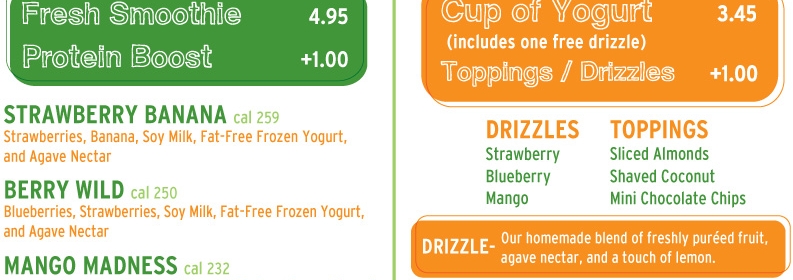 Fresh Smoothie 4.95
Protein Boost +1.00
STRAWBERRY BANANA cal 259
Strawberries, Banana, Soy Milk, Fat-Free Frozen Yogurt,
and Agave Nectar
BERRY WILD cal 250
Blueberries, Strawberries, Soy Milk, Fat-Free Frozen Yogurt,
and Agave Nectar
MANGO MADNESS cal 232
Cup of Yogurt 3.45
(includes one free drizzle)
Toppings / Drizzles +1.00
DRIZZLES TOPPINGS
Strawberry Sliced Almonds
Blueberry Shaved Coconut
Mango Mini Chocolate Chips
DRIZZLE- Our homemade blend of freshly puréed fruit,
agave nectar, and a touch of lemon.